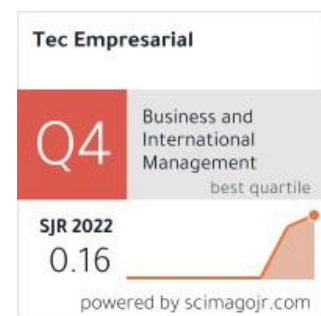 Tec Empresarial
Q4
Business and
International
Management
best quartile
SJR 2022
0.16
powered by scimagojr.com